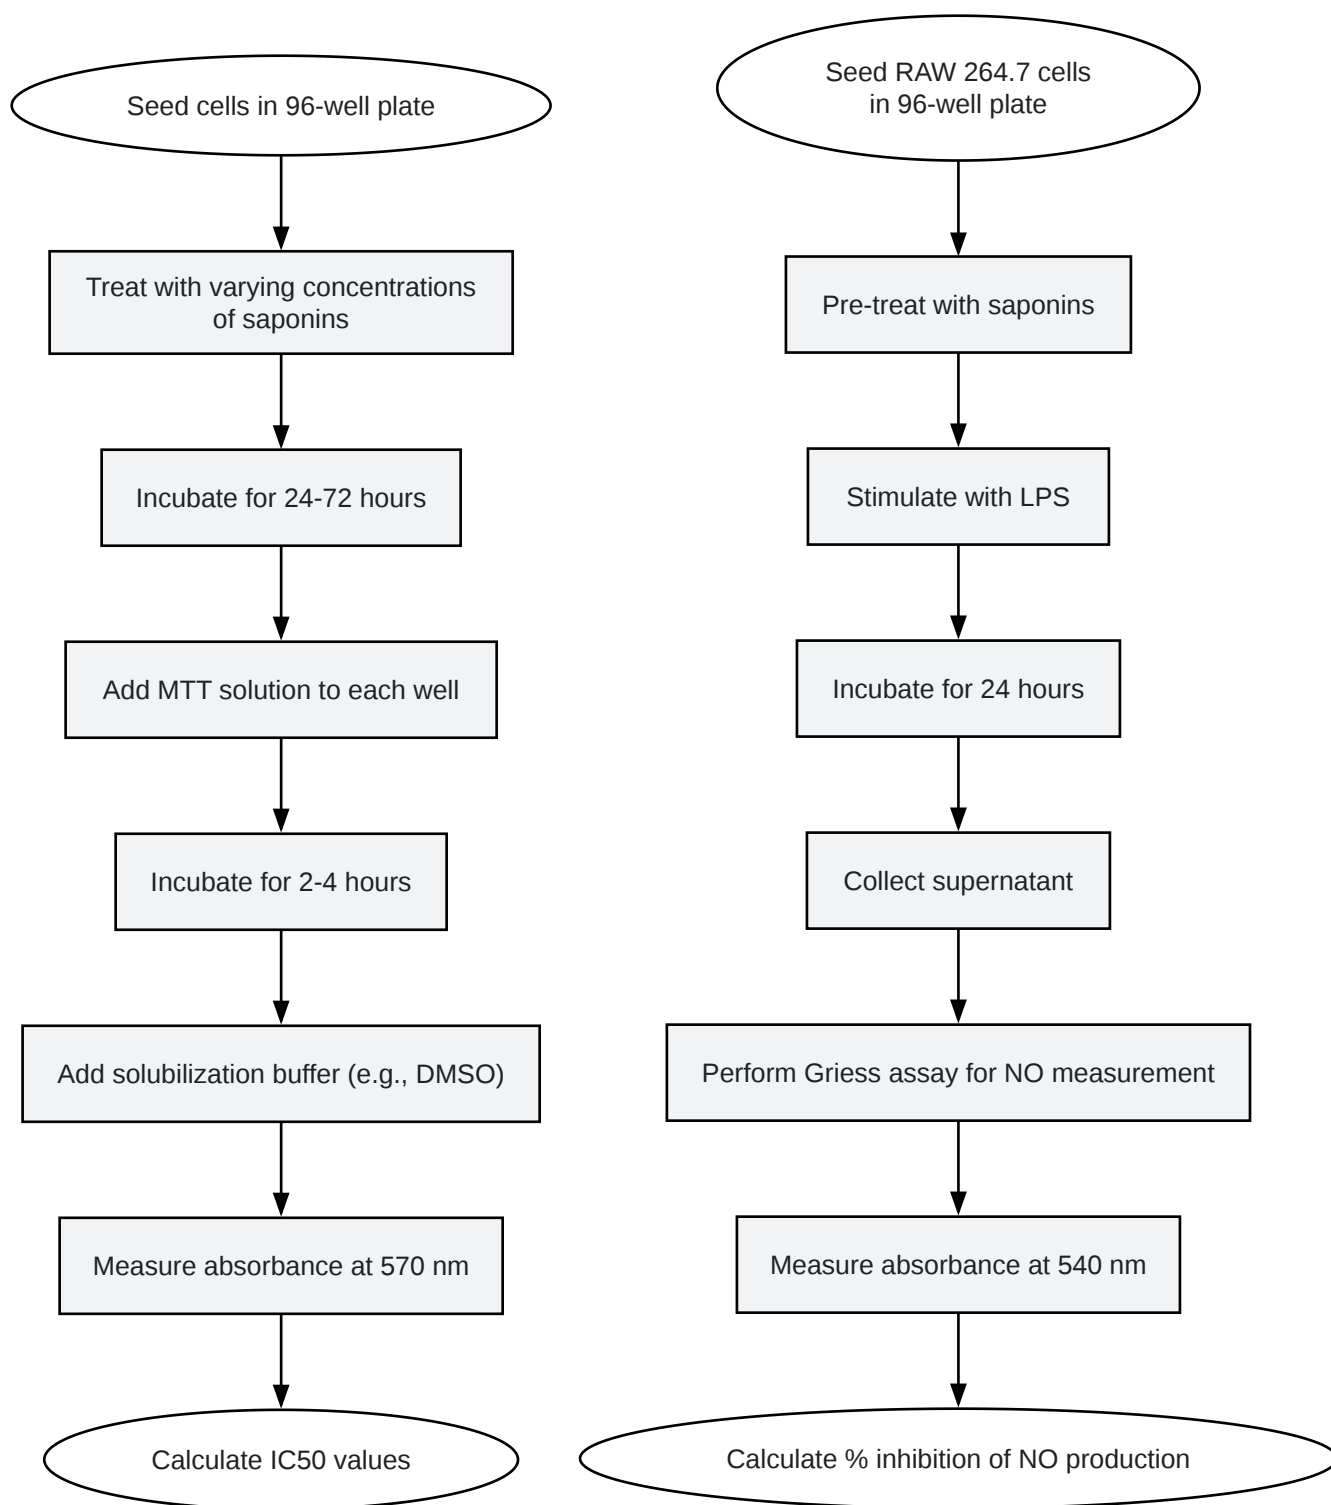 Seed cells in 96-well plate
Treat with varying concentrations
of saponins
Incubate for 24-72 hours
Add MTT solution to each well
Incubate for 2-4 hours
Add solubilization buffer (e.g., DMSO)
Measure absorbance at 570 nm
Calculate IC50 values
Seed RAW 264.7 cells
in 96-well plate
Pre-treat with saponins
Stimulate with LPS
Incubate for 24 hours
Collect supernatant
Perform Griess assay for NO measurement
Measure absorbance at 540 nm
Calculate % inhibition of NO production